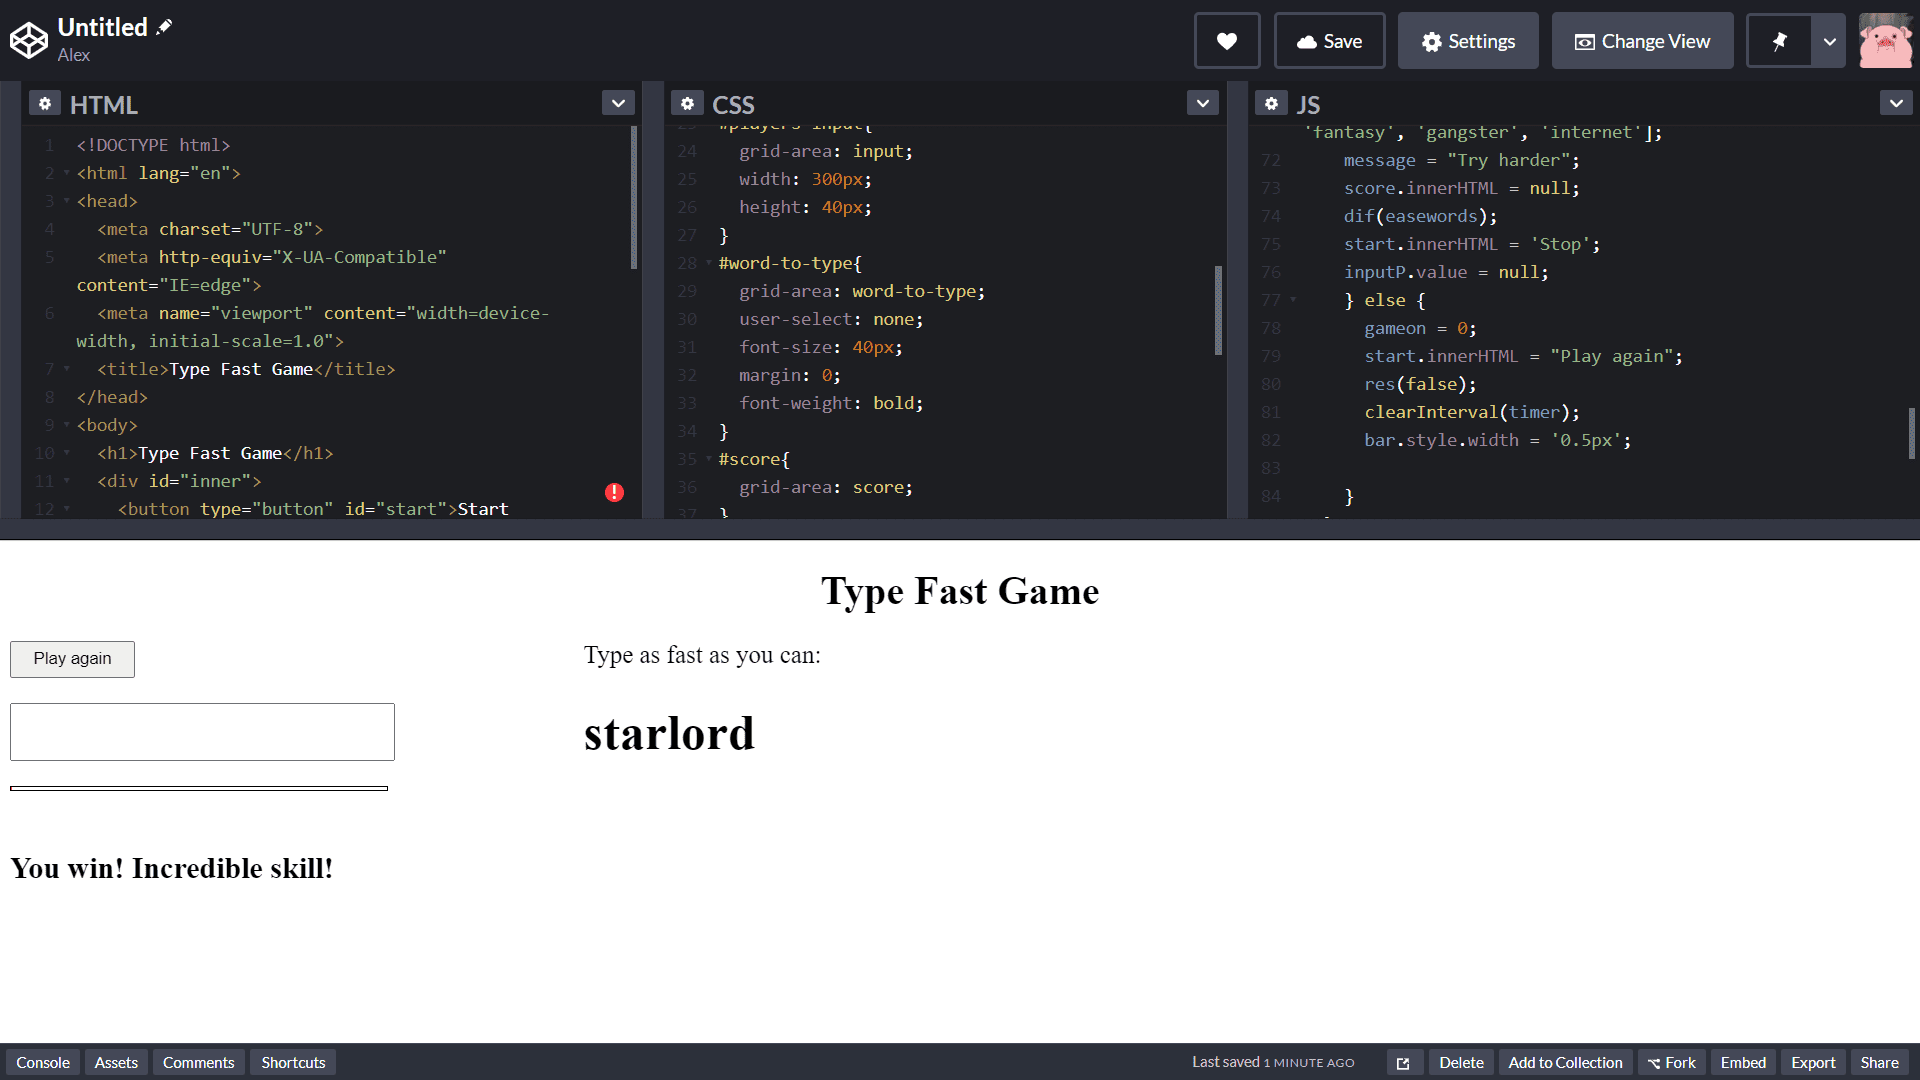 Untitled
Alex
Save
Settings
Change View
HTML
1 <!DOCTYPE html>
2 <html lang="en">
3 <head>
4 <meta charset="UTF-8">
5 <meta http-equiv="X-UA-Compatible"
content="IE=edge">
6 <meta name="viewport" content="width=device-
width, initial-scale=1.0">
7 <title>Type Fast Game</title>
8 </head>
9 <body>
10 <h1>Type Fast Game</h1>
11 <div id="inner">
12 <button type="button" id="start">Start
CSS
24 grid-area: input;
25 width: 300px;
26 height: 40px;
27 }
28 #word-to-type{
29 grid-area: word-to-type;
30 user-select: none;
31 font-size: 40px;
32 margin: 0;
33 font-weight: bold;
34 }
35 #score{
36 grid-area: score;
37 }
JS
'fantasy', 'gangster', 'internet'];
72 message = "Try harder";
73 score.innerHTML = null;
74 dif(easewords);
75 start.innerHTML = 'Stop';
76 inputP.value = null;
77 } else {
78 gameon = 0;
79 start.innerHTML = "Play again";
80 res(false);
81 clearInterval(timer);
82 bar.style.width = '0.5px';
83
84 }
Type Fast Game
Play again
Type as fast as you can:
starlord
You win! Incredible skill!
Console
Assets
Comments
Shortcuts
Last saved 1 MINUTE AGO
Delete
Add to Collection
Fork
Embed
Export
Share